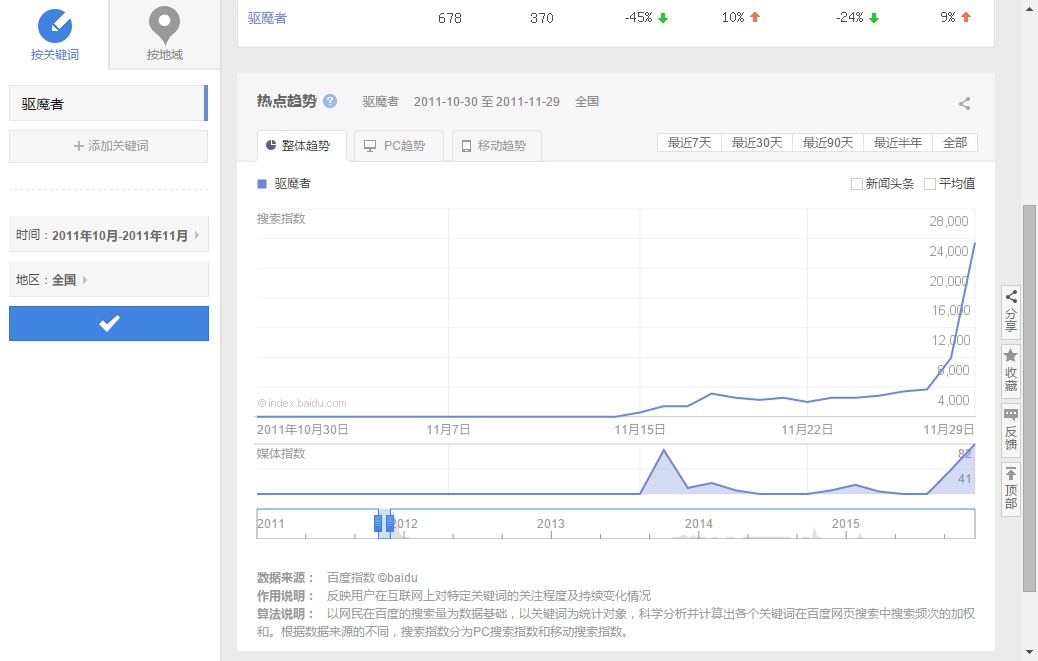 按关键词
按地域
驱魔者
+ 添加关键词
时间：2011年10月-2011年11月
地区：全国
驱魔者 678 370 -45% 10% -24% 9%
热点趋势 ? 驱魔者 2011-10-30 至 2011-11-29 全国
整体趋势 PC趋势 移动趋势 最近7天 最近30天 最近90天 最近半年 全部
驱魔者 新闻头条 平均值
搜索指数
28,000
24,000
20,000
16,000
12,000
8,000
4,000
©index.baidu.com
2011年10月30日 11月7日 11月15日 11月22日 11月29日
媒体指数
82
41
2011 2012 2013 2014 2015
数据来源： 百度指数 ©baidu
作用说明： 反映用户在互联网上对特定关键词的关注程度及持续变化情况
算法说明： 以网民在百度的搜索量为数据基础，以关键词为统计对象，科学分析并计算出各个关键词在百度网页搜索中搜索频次的加权
和。根据数据来源的不同，搜索指数分为PC搜索指数和移动搜索指数。
分享
收藏
反馈
顶部